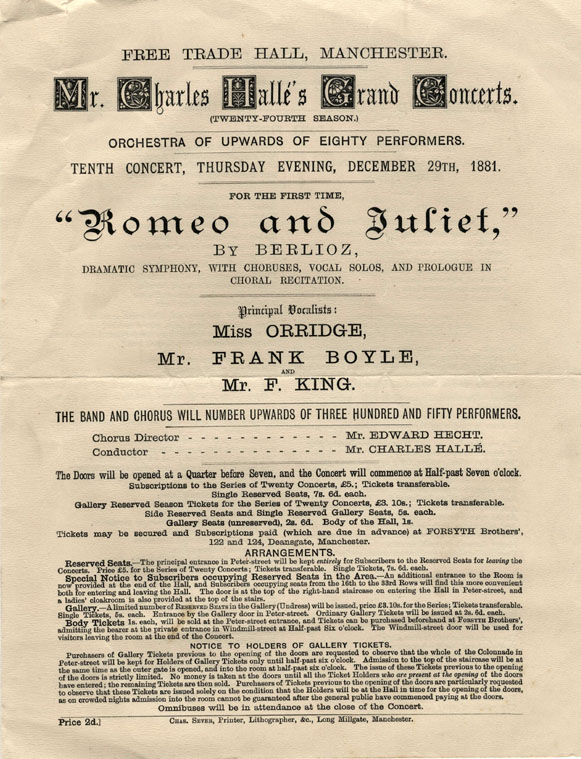 FREE TRADE HALL, MANCHESTER.
Mr. Charles Hallé's Grand Concerts.
(TWENTY-FOURTH SEASON.)
ORCHESTRA OF UPWARDS OF EIGHTY PERFORMERS.
TENTH CONCERT, THURSDAY EVENING, DECEMBER 29TH, 1881.
FOR THE FIRST TIME,
"Romeo and Juliet,"
By BERLIOZ,
DRAMATIC SYMPHONY, WITH CHORUSES, VOCAL SOLOS, AND PROLOGUE IN
CHORAL RECITATION.
Principal Vocalists:
Miss ORRIDGE,
Mr. FRANK BOYLE,
AND
Mr. F. KING.
THE BAND AND CHORUS WILL NUMBER UPWARDS OF THREE HUNDRED AND FIFTY PERFORMERS.
Chorus Director - - - - - - - - - - - - - Mr. EDWARD HECHT.
Conductor - - - - - - - - - - - - - Mr. CHARLES HALLÉ.
The Doors will be opened at a Quarter before Seven, and the Concert will commence at Half-past Seven o'clock.
Subscriptions to the Series of Twenty Concerts, £5.; Tickets transferable.
Single Reserved Seats, 7s. 6d. each.
Gallery Reserved Season Tickets for the Series of Twenty Concerts, £3. 10s.; Tickets transferable.
Side Reserved Seats and Single Reserved Gallery Seats, 5s. each.
Gallery Seats (unreserved), 2s. 6d. Body of the Hall, 1s.
Tickets may be secured and Subscriptions paid (which are due in advance) at FORSYTH BROTHERS',
122 and 124, Deansgate, Manchester.
ARRANGEMENTS.
Reserved Seats.—The principal entrance in Peter-street will be kept entirely for Subscribers to the Reserved Seats for leaving the
Concerts. Price £5. for the Series of Twenty Concerts; Tickets transferable. Single Tickets, 7s. 6d. each.
Special Notice to Subscribers occupying Reserved Seats in the Area.—An additional entrance to the Room is
now provided at the end of the Hall, and Subscribers occupying seats from the 16th to the 33rd Rows will find this more convenient
both for entering and leaving the Hall. The door is at the top of the right-hand staircase on entering the Hall in Peter-street, and
a ladies' cloakroom is also provided at the top of the stairs.
Gallery.—A limited number of RESERVED SEATS in the Gallery (Undress) will be issued, price £3. 10s. for the Series; Tickets transferable.
Single Tickets, 5s. each. Entrance by the Gallery door in Peter-street. Ordinary Gallery Tickets will be issued at 2s. 6d. each.
Body Tickets 1s. each, will be sold at the Peter-street entrance, and Tickets can be purchased beforehand at FORSYTH BROTHERS',
admitting the bearer at the private entrance in Windmill-street at Half-past Six o'clock. The Windmill-street door will be used for
visitors leaving the room at the end of the Concert.
NOTICE TO HOLDERS OF GALLERY TICKETS.
Purchasers of Gallery Tickets previous to the opening of the doors are requested to observe that the whole of the Colonnade in
Peter-street will be kept for Holders of Gallery Tickets only until half-past six o'clock. Admission to the top of the staircase will be at
the same time as the outer gate is opened, and into the room at half-past six o'clock. The issue of these Tickets previous to the opening
of the doors is strictly limited. No money is taken at the doors until all the Ticket Holders who are present at the opening of the doors
have entered; the remaining Tickets are then sold. Purchasers of Tickets previous to the opening of the doors are particularly requested
to observe that these Tickets are issued solely on the condition that the Holders will be at the Hall in time for the opening of the doors,
as on crowded nights admission into the room cannot be guaranteed after the general public have commenced paying at the doors.
Omnibuses will be in attendance at the close of the Concert.
Price 2d.] CHAS. SEVER, Printer, Lithographer, &c., Long Millgate, Manchester.